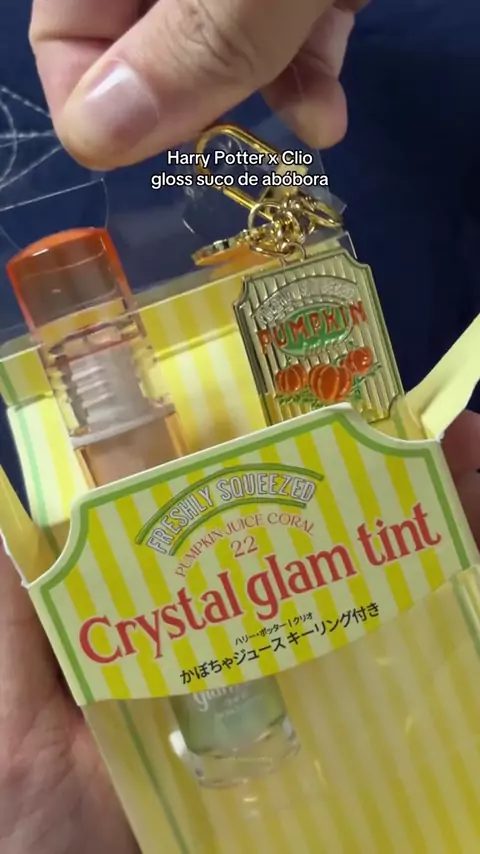 Harry Potter x Clio
gloss suco de abóbora
PUMPKIN
FRESHLY SQUEEZED
PUMPKIN JUICE CORAL
22
Crystal glam tint
ハリー・ポッター | クリオ
かぼちゃジュース キーリング付き
glam